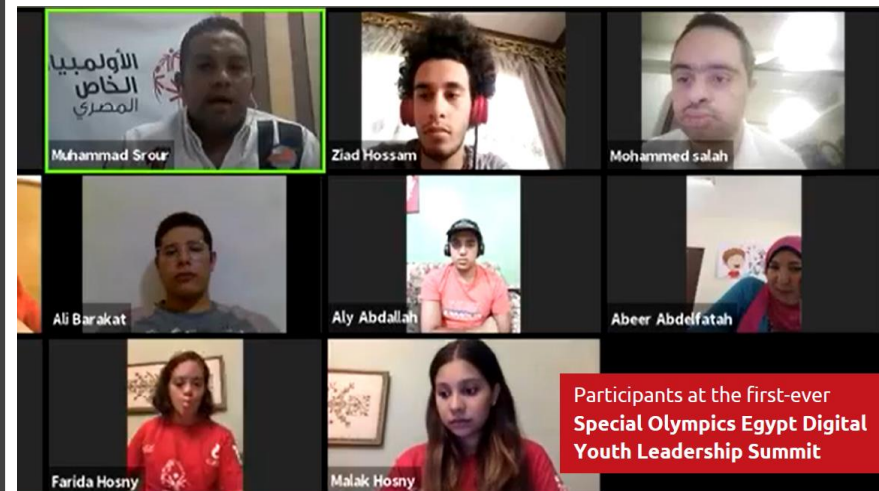 الأولمبياد
الخاص
المصري
Muhammad Srour
Ziad Hossam
Mohammed salah
Ali Barakat
Aly Abdallah
Abeer Abdelfatah
Farida Hosny
Malak Hosny
Participants at the first-ever
Special Olympics Egypt Digital
Youth Leadership Summit